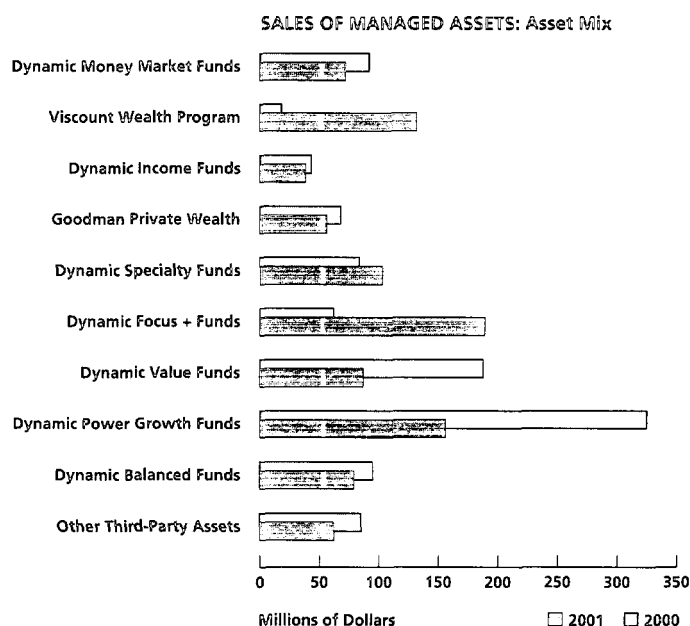 SALES OF MANAGED ASSETS: Asset Mix
Dynamic Money Market Funds
Viscount Wealth Program
Dynamic Income Funds
Goodman Private Wealth
Dynamic Specialty Funds
Dynamic Focus + Funds
Dynamic Value Funds
Dynamic Power Growth Funds
Dynamic Balanced Funds
Other Third-Party Assets
0 50 100 150 200 250 300 350
Millions of Dollars 2001 2000